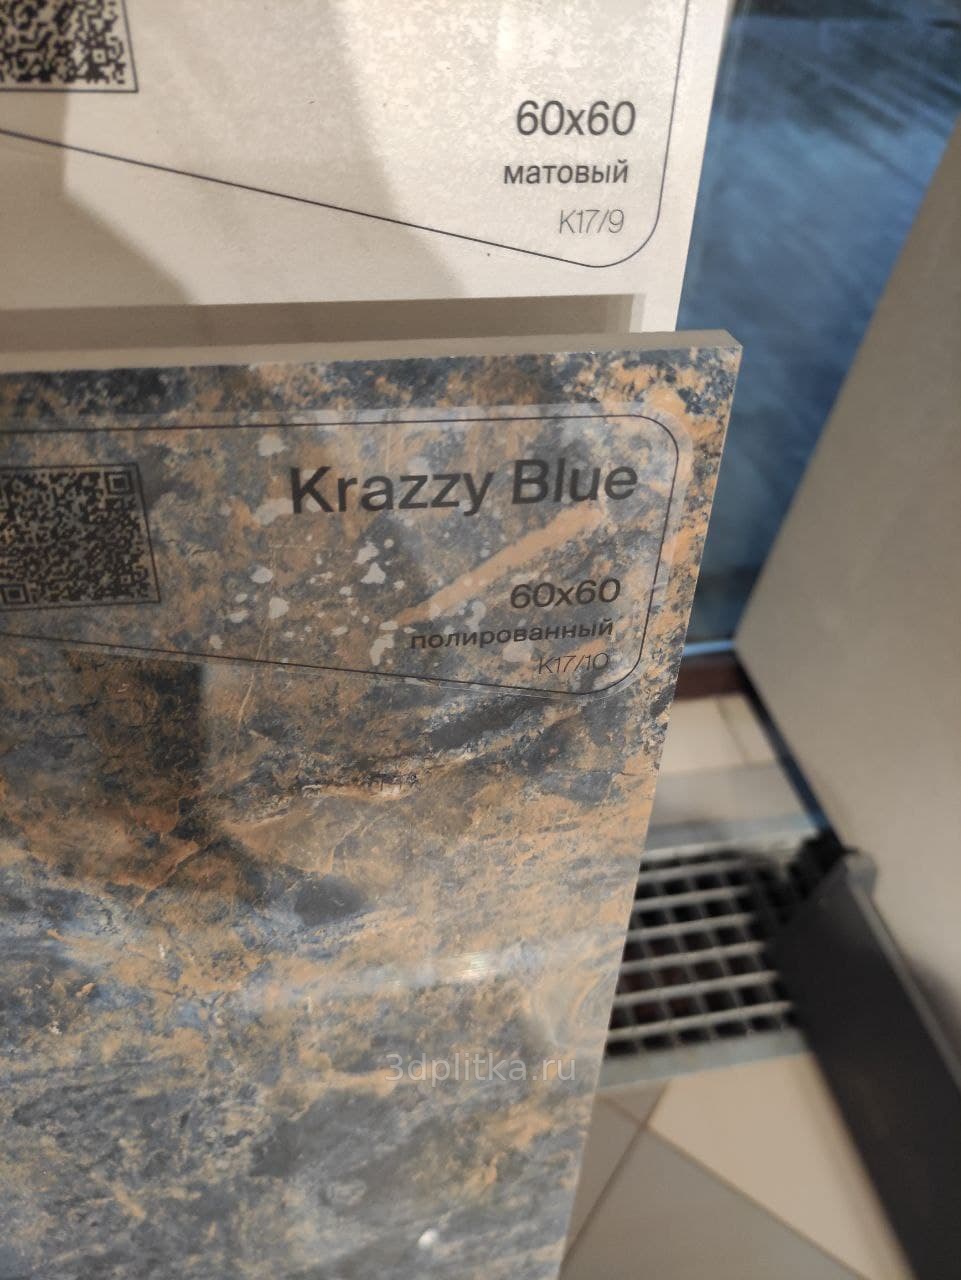 60x60
матовый
K17/9
Krazzy Blue
60x60
полированный
K17/10
3dplitka.ru